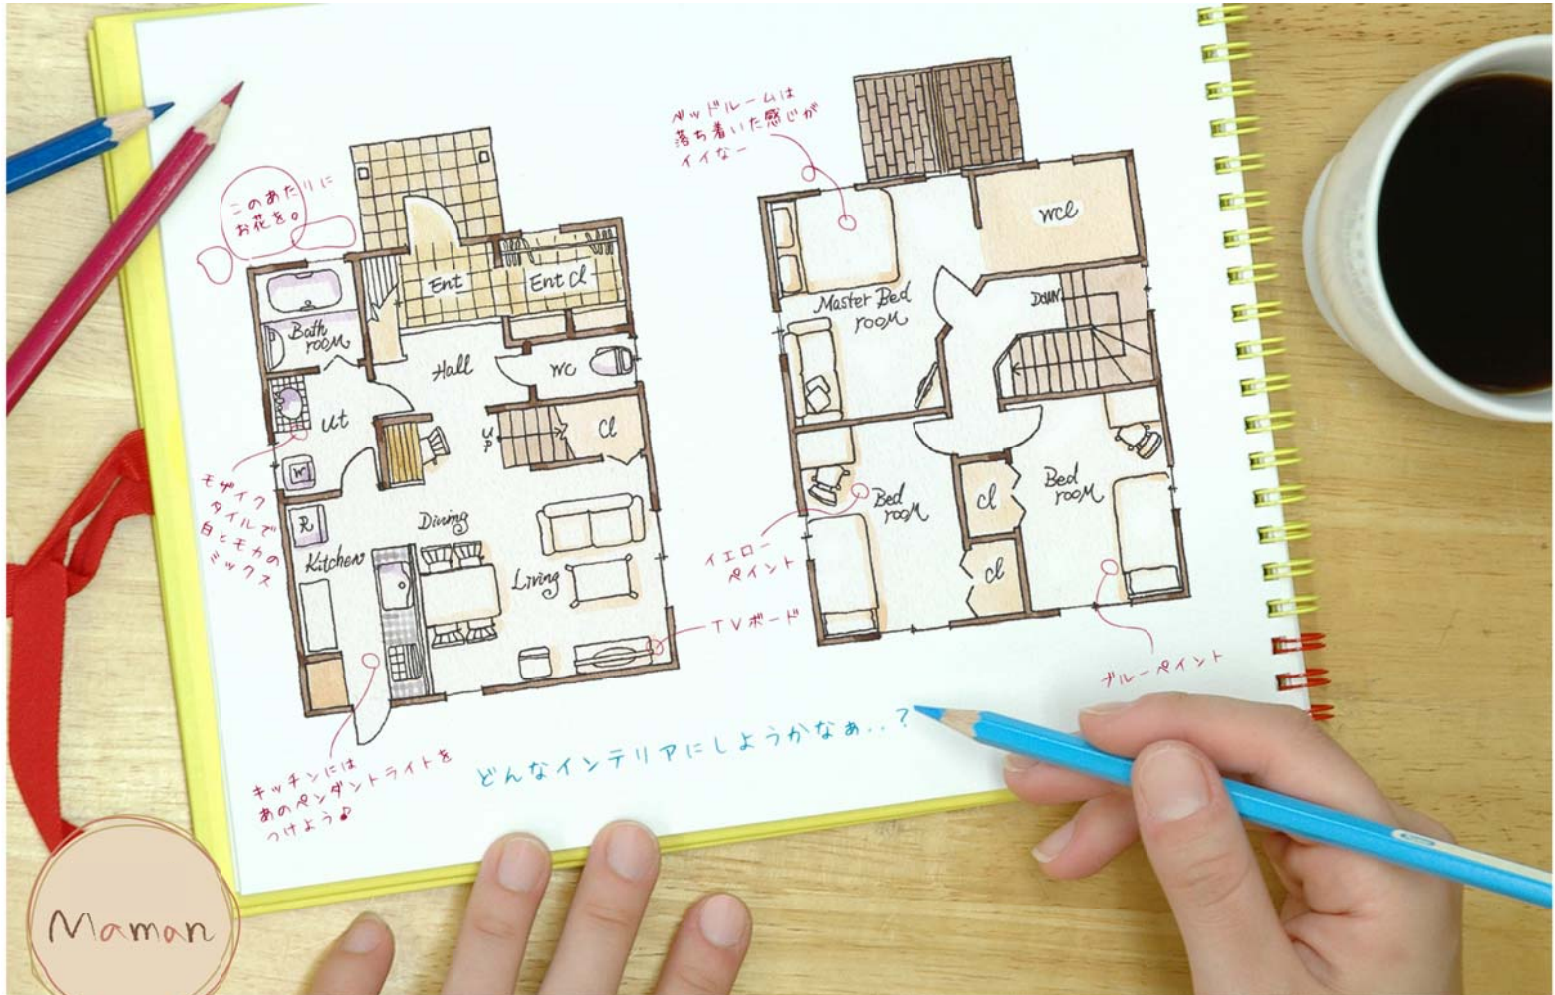 このあたりに
お花を。
Ent
Ent Cl
Bath
room
Hall
WC
Ut
UP
Cl
W
R
Dining
Kitchen
Living
モザイク
タイルで
白とモカの
ミックス
TVボード
キッチンには
あのペンダントライトを
つけよう♪
ベッドルームは
落ち着いた感じが
イイなー
wcl
Master Bed
room
Down
Bed
room
Bed
room
cl
cl
イエロー
ペイント
ブルーペイント
どんなインテリアにしようかなぁ..?
Maman